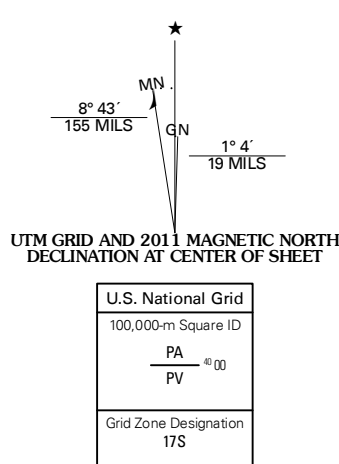 ★
MN
8° 43´
155 MILS
GN
1° 4´
19 MILS
UTM GRID AND 2011 MAGNETIC NORTH
DECLINATION AT CENTER OF SHEET
U.S. National Grid
100,000-m Square ID
PA
40 00
PV
Grid Zone Designation
17S